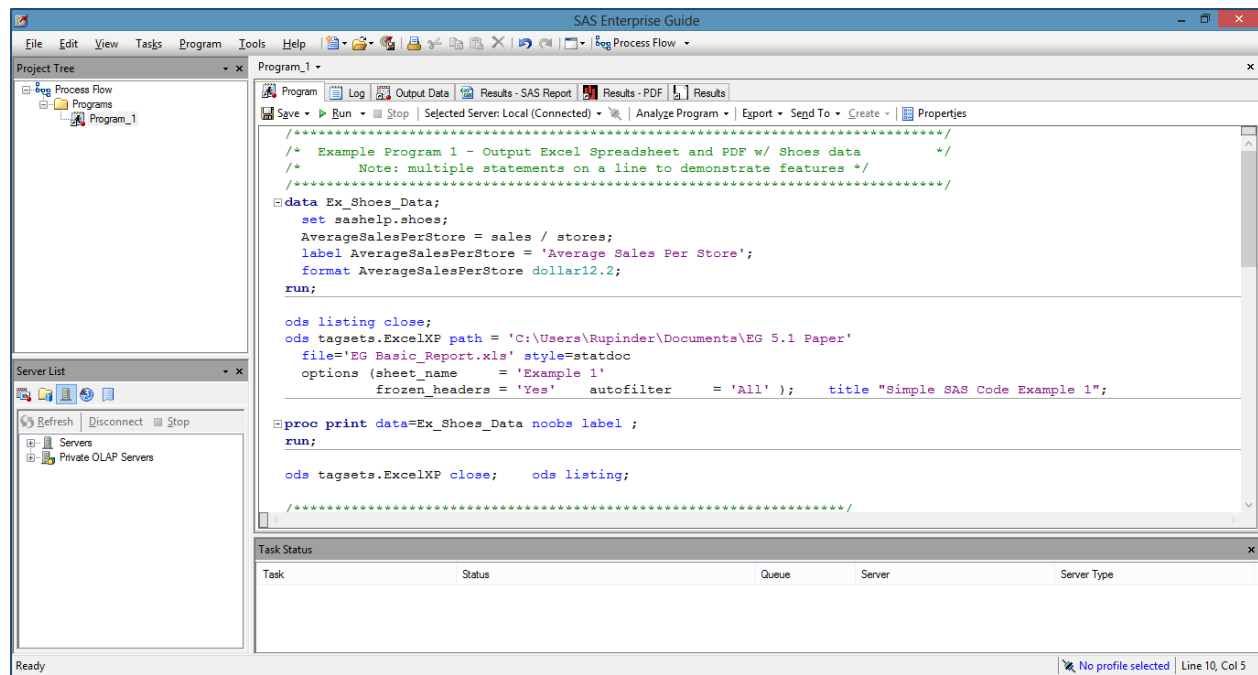 SAS Enterprise Guide
File Edit View Tasks Program Tools Help Process Flow
Project Tree
Process Flow
Programs
Program_1
Server List
Refresh Disconnect Stop
Servers
Private OLAP Servers
Program_1
Program Log Output Data Results - SAS Report Results - PDF Results
Save Run Stop Selected Server: Local (Connected) Analyze Program Export Send To Create Properties
/*******************************************************************************/
/* Example Program 1 - Output Excel Spreadsheet and PDF w/ Shoes data */
/* Note: multiple statements on a line to demonstrate features */
/*******************************************************************************/
data Ex_Shoes_Data;
set sashelp.shoes;
AverageSalesPerStore = sales / stores;
label AverageSalesPerStore = 'Average Sales Per Store';
format AverageSalesPerStore dollar12.2;
run;
ods listing close;
ods tagsets.ExcelXP path = 'C:\Users\Rupinder\Documents\EG 5.1 Paper'
file='EG Basic_Report.xls' style=statdoc
options (sheet_name = 'Example 1'
frozen_headers = 'Yes' autofilter = 'All' ); title "Simple SAS Code Example 1";
proc print data=Ex_Shoes_Data noobs label ;
run;
ods tagsets.ExcelXP close; ods listing;
/*******************************************************************/
Task Status
Task Status Queue Server Server Type
Ready
No profile selected Line 10, Col 5